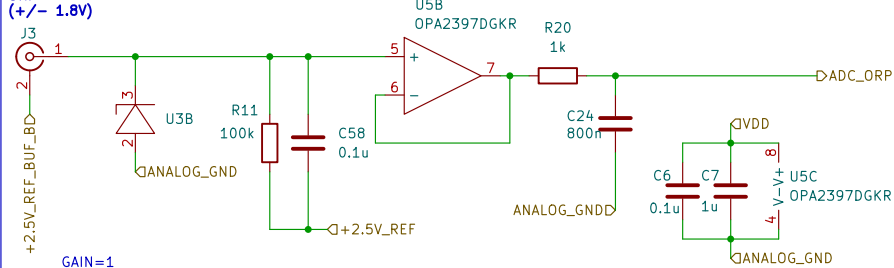 (+/- 1.8V)
J3
1
2
+2.5V_REF_BUF_B
3
U3B
2
ANALOG_GND
R11
100k
C58
0.1u
+2.5V_REF
GAIN=1
U5B
OPA2397DGKR
5
+
6
-
7
R20
1k
C24
800n
ANALOG_GND
ADC_ORP
VDD
C6
0.1u
C7
1u
8
V+
V-
4
U5C
OPA2397DGKR
ANALOG_GND